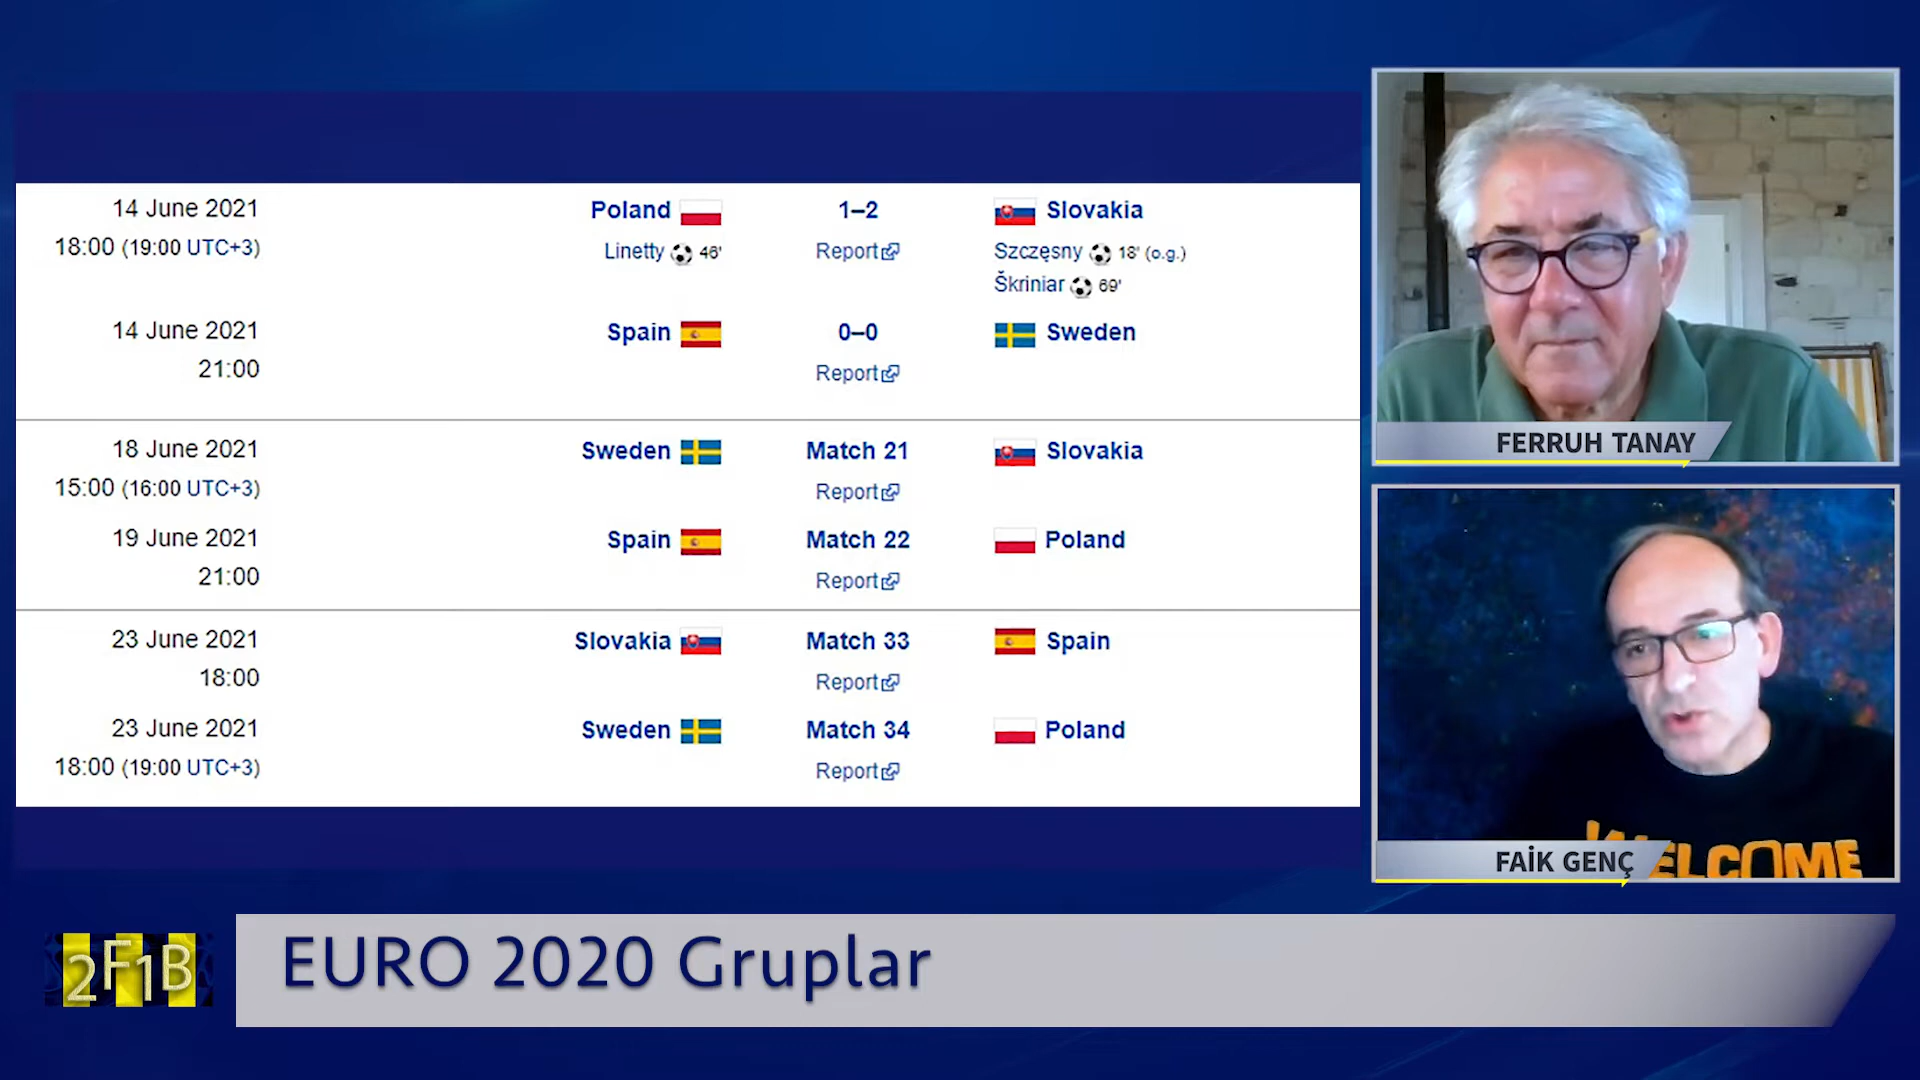 14 June 2021
18:00 (19:00 UTC+3)
Poland 1–2 Slovakia
Linetty 46'
Report
Szczęsny 18' (o.g.)
Škriniar 69'
14 June 2021
21:00
Spain 0–0 Sweden
Report
18 June 2021
15:00 (16:00 UTC+3)
Sweden Match 21 Slovakia
Report
19 June 2021
21:00
Spain Match 22 Poland
Report
23 June 2021
18:00
Slovakia Match 33 Spain
Report
23 June 2021
18:00 (19:00 UTC+3)
Sweden Match 34 Poland
Report
FERRUH TANAY
WELCOME
FAİK GENÇ
2F1B
EURO 2020 Gruplar